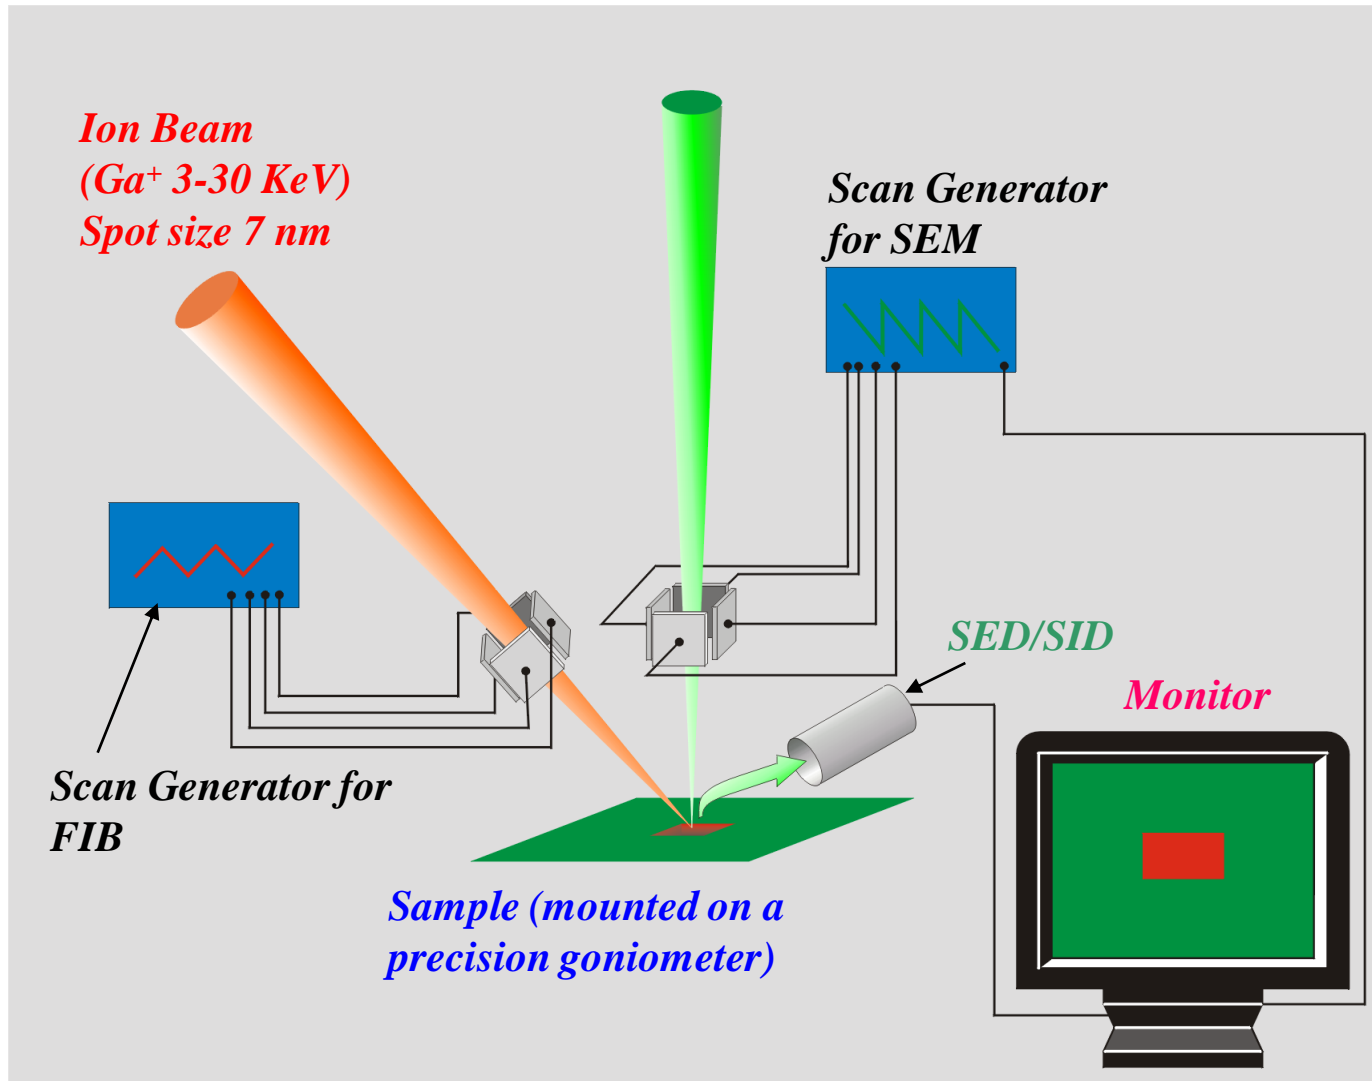 Ion Beam
(Ga⁺ 3-30 KeV)
Spot size 7 nm
Scan Generator
for SEM
SED/SID
Monitor
Scan Generator for
FIB
Sample (mounted on a
precision goniometer)